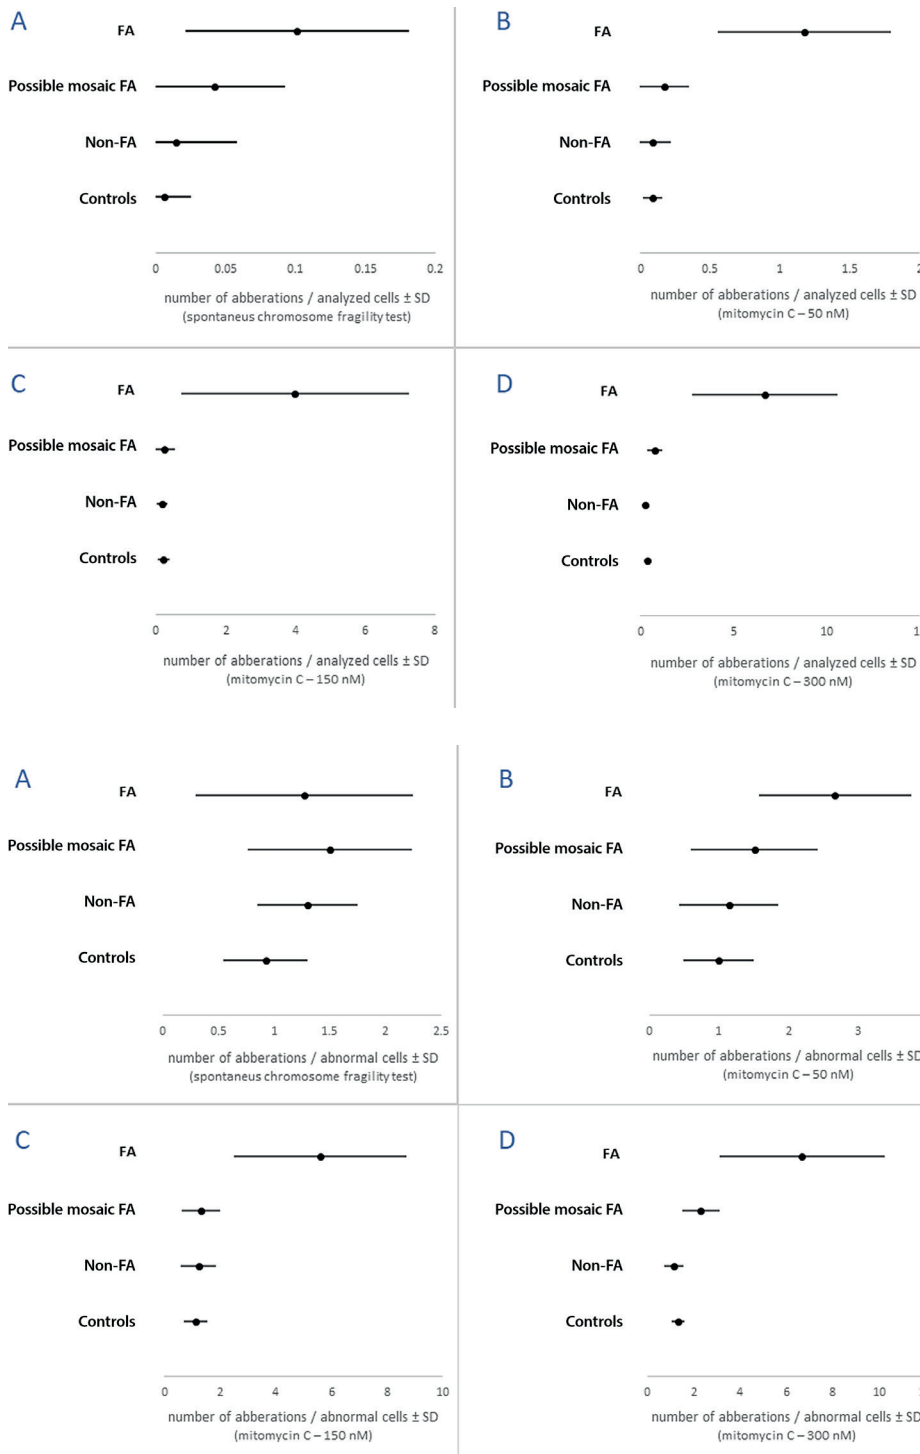 A
FA
Possible mosaic FA
Non-FA
Controls
0 0.05 0.1 0.15 0.2
number of abberations / analyzed cells ± SD
(spontaneus chromosome fragility test)
B
FA
Possible mosaic FA
Non-FA
Controls
0 0.5 1 1.5 2
number of abberations / analyzed cells ± SD
(mitomycin C – 50 nM)
C
FA
Possible mosaic FA
Non-FA
Controls
0 2 4 6 8
number of abberations / analyzed cells ± SD
(mitomycin C – 150 nM)
D
FA
Possible mosaic FA
Non-FA
Controls
0 5 10
number of abberations / analyzed cells ± SD
(mitomycin C – 300 nM)
A
FA
Possible mosaic FA
Non-FA
Controls
0 0.5 1 1.5 2 2.5
number of abberations / abnormal cells ± SD
(spontaneus chromosome fragility test)
B
FA
Possible mosaic FA
Non-FA
Controls
0 1 2 3
number of abberations / abnormal cells ± SD
(mitomycin C – 50 nM)
C
FA
Possible mosaic FA
Non-FA
Controls
0 2 4 6 8 10
number of abberations / abnormal cells ± SD
(mitomycin C – 150 nM)
D
FA
Possible mosaic FA
Non-FA
Controls
0 2 4 6 8 10
number of abberations / abnormal cells ± SD
(mitomycin C – 300 nM)